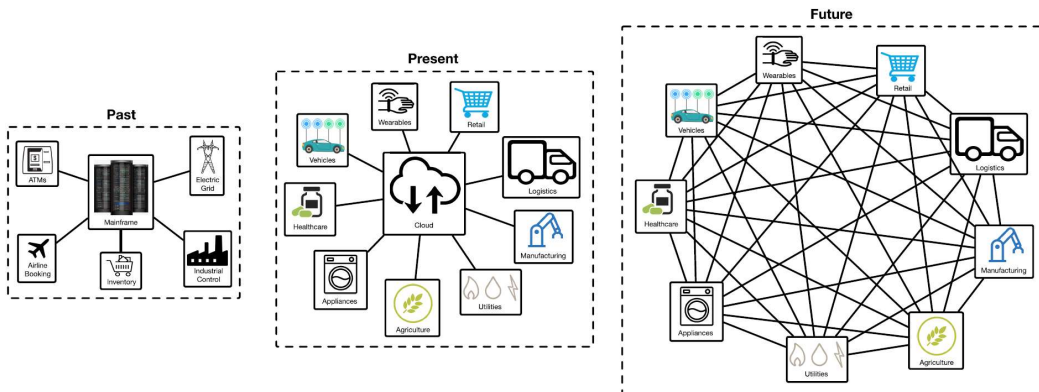 Past
ATMs
Mainframe
Electric
Grid
Airline
Booking
Inventory
Industrial
Control
Present
Wearables
Retail
Vehicles
Logistics
Healthcare
Cloud
Manufacturing
Appliances
Agriculture
Utilities
Future
Wearables
Retail
Vehicles
Logistics
Healthcare
Manufacturing
Appliances
Agriculture
Utilities